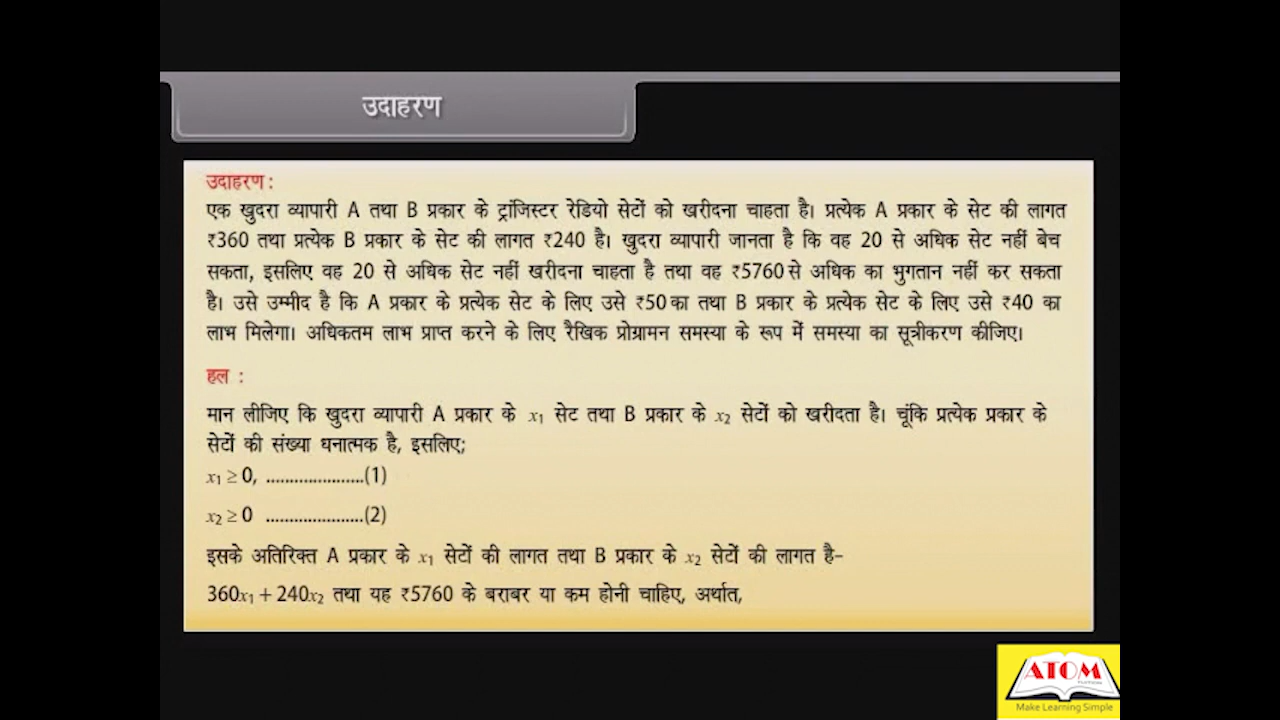 उदाहरण
उदाहरण :
एक खुदरा व्यापारी A तथा B प्रकार के ट्रांजिस्टर रेडियो सेटों को खरीदना चाहता है। प्रत्येक A प्रकार के सेट की लागत
₹360 तथा प्रत्येक B प्रकार के सेट की लागत ₹240 है। खुदरा व्यापारी जानता है कि वह 20 से अधिक सेट नहीं बेच
सकता, इसलिए वह 20 से अधिक सेट नहीं खरीदना चाहता है तथा वह ₹5760 से अधिक का भुगतान नहीं कर सकता
है। उसे उम्मीद है कि A प्रकार के प्रत्येक सेट के लिए उसे ₹50 का तथा B प्रकार के प्रत्येक सेट के लिए उसे ₹40 का
लाभ मिलेगा। अधिकतम लाभ प्राप्त करने के लिए रैखिक प्रोग्रामन समस्या के रूप में समस्या का सूत्रीकरण कीजिए।
हल :
मान लीजिए कि खुदरा व्यापारी A प्रकार के x₁ सेट तथा B प्रकार के x₂ सेटों को खरीदता है। चूंकि प्रत्येक प्रकार के
सेटों की संख्या धनात्मक है, इसलिए;
x₁ ≥ 0, .....................(1)
x₂ ≥ 0 .....................(2)
इसके अतिरिक्त A प्रकार के x₁ सेटों की लागत तथा B प्रकार के x₂ सेटों की लागत है–
360x₁ + 240x₂ तथा यह ₹5760 के बराबर या कम होनी चाहिए, अर्थात,
ATOM
Make Learning Simple